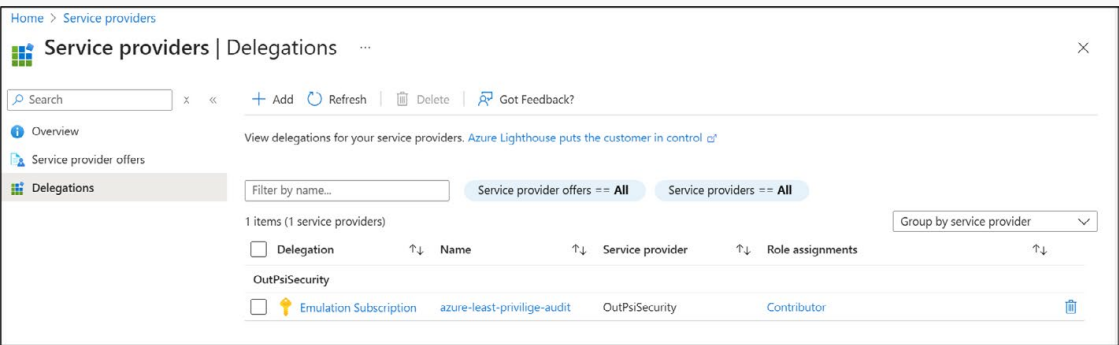 Home > Service providers
Service providers | Delegations ...
Search
Overview
Service provider offers
Delegations
Add Refresh Delete Got Feedback?
View delegations for your service providers. Azure Lighthouse puts the customer in control
Filter by name... Service provider offers == All Service providers == All
1 items (1 service providers)
Group by service provider
Delegation Name Service provider Role assignments
OutPsiSecurity
Emulation Subscription azure-least-privilige-audit OutPsiSecurity Contributor